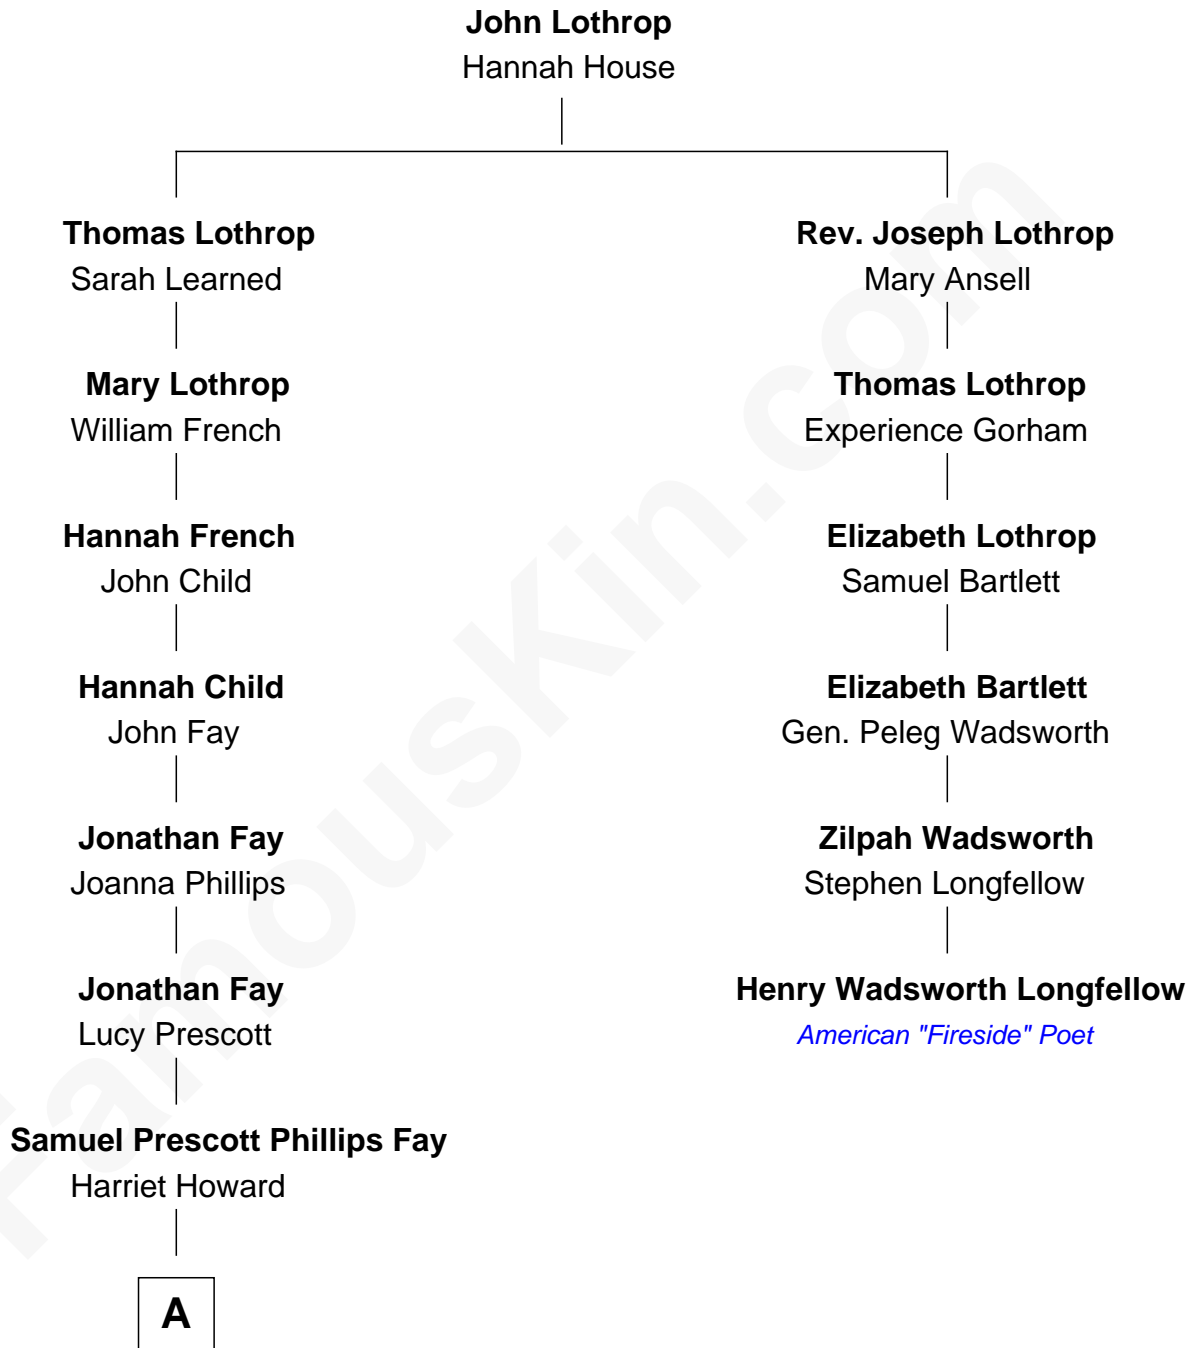 John Lothrop
Hannah House
Thomas Lothrop
Sarah Learned
Rev. Joseph Lothrop
Mary Ansell
Mary Lothrop
William French
Thomas Lothrop
Experience Gorham
Hannah French
John Child
Elizabeth Lothrop
Samuel Bartlett
Hannah Child
John Fay
Elizabeth Bartlett
Gen. Peleg Wadsworth
Jonathan Fay
Joanna Phillips
Zilpah Wadsworth
Stephen Longfellow
Jonathan Fay
Lucy Prescott
Henry Wadsworth Longfellow
American "Fireside" Poet
Samuel Prescott Phillips Fay
Harriet Howard
A
FamousKin.com